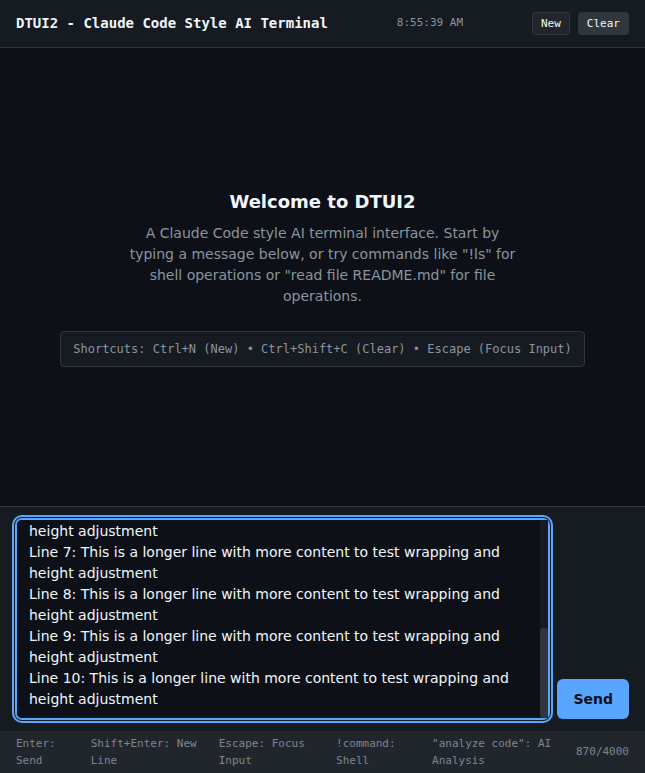 DTUI2 - Claude Code Style AI Terminal
8:55:39 AM
New
Clear
Welcome to DTUI2
A Claude Code style AI terminal interface. Start by
typing a message below, or try commands like "!ls" for
shell operations or "read file README.md" for file
operations.
Shortcuts: Ctrl+N (New) • Ctrl+Shift+C (Clear) • Escape (Focus Input)
height adjustment
Line 7: This is a longer line with more content to test wrapping and
height adjustment
Line 8: This is a longer line with more content to test wrapping and
height adjustment
Line 9: This is a longer line with more content to test wrapping and
height adjustment
Line 10: This is a longer line with more content to test wrapping and
height adjustment
Send
Enter:
Send
Shift+Enter: New
Line
Escape: Focus
Input
!command:
Shell
"analyze code": AI
Analysis
870/4000